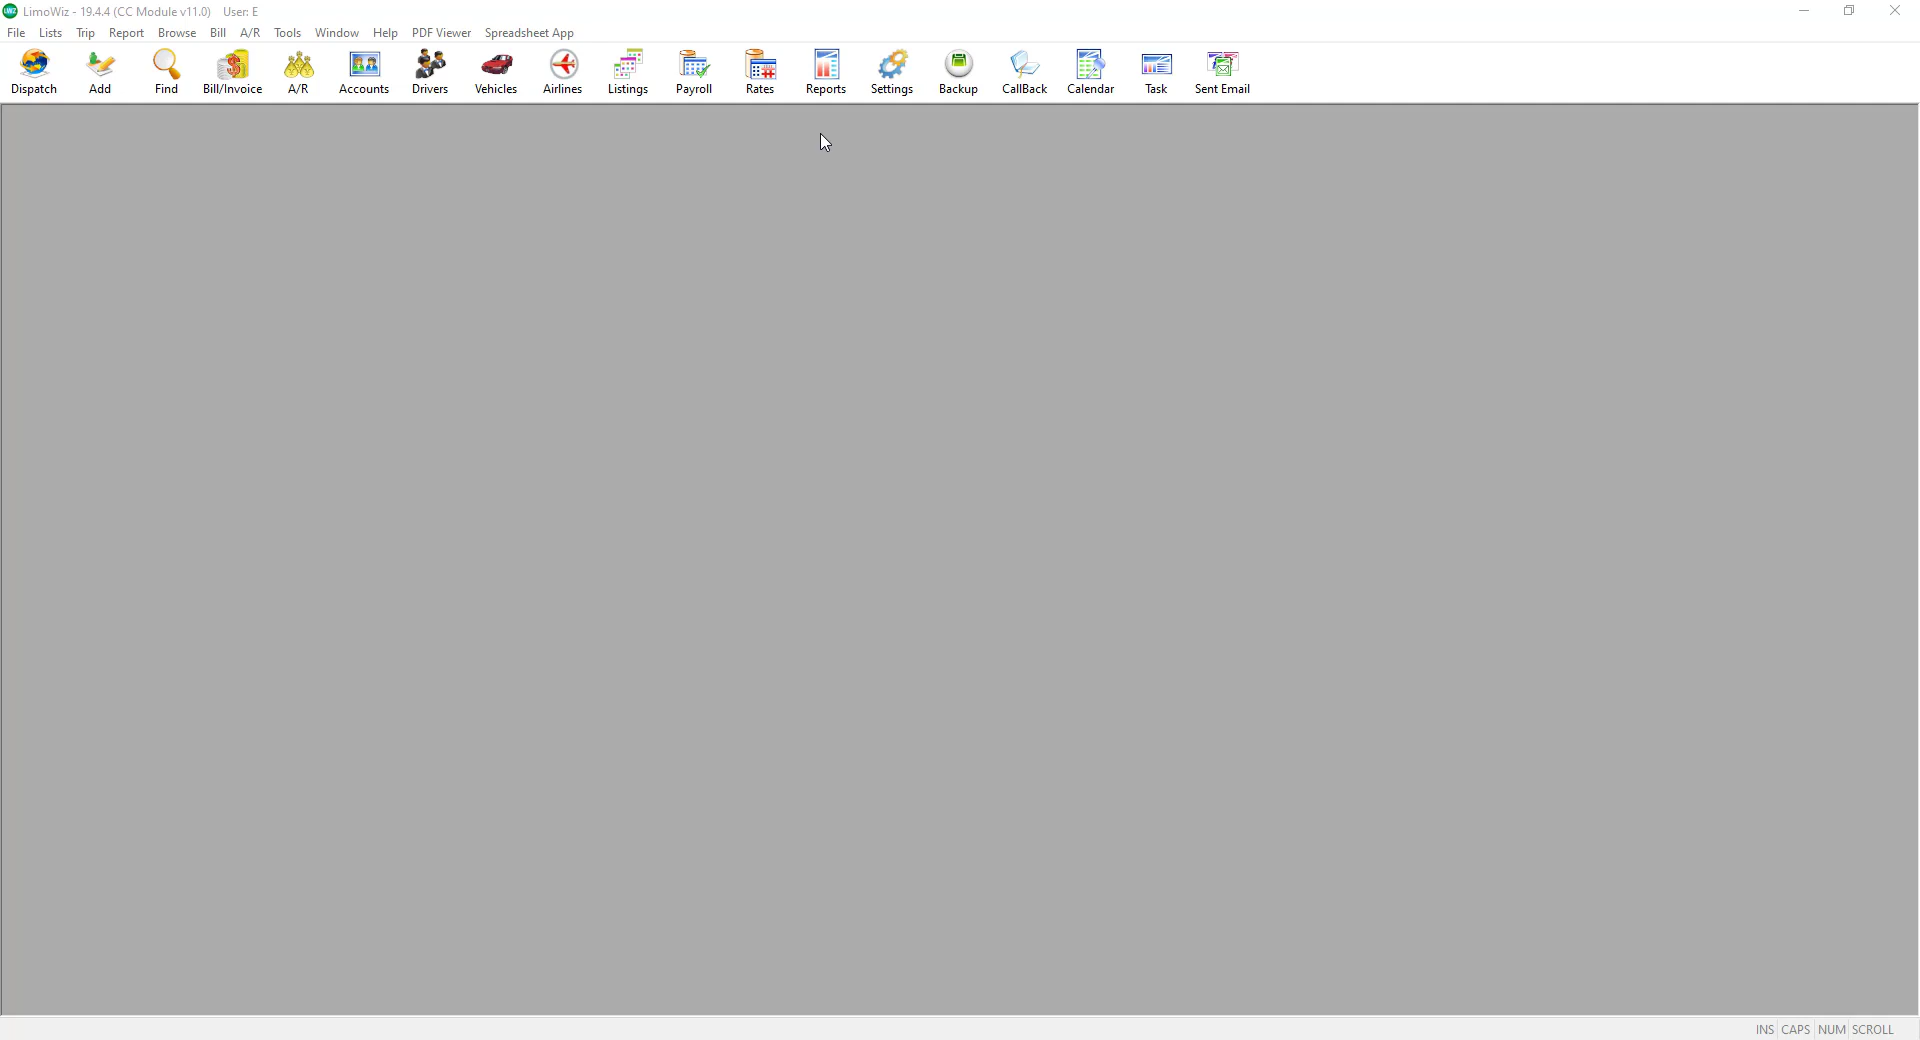 LWZ LimoWiz - 19.4.4 (CC Module v11.0) User: E
File Lists Trip Report Browse Bill A/R Tools Window Help PDF Viewer Spreadsheet App
Dispatch Add Find Bill/Invoice A/R Accounts Drivers Vehicles Airlines Listings Payroll Rates Reports Settings Backup CallBack Calendar Task Sent Email
INS CAPS NUM SCROLL